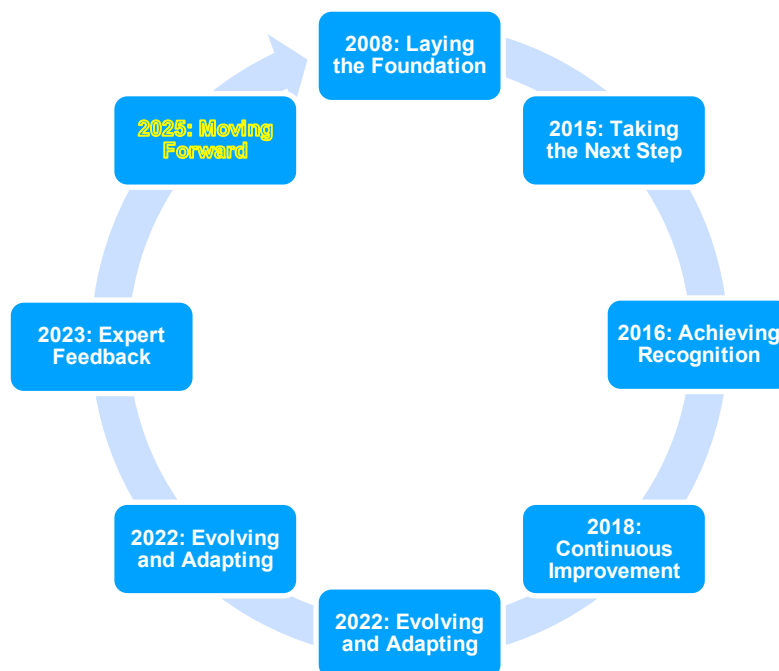 2008: Laying
the Foundation
2015: Taking
the Next Step
2016: Achieving
Recognition
2018:
Continuous
Improvement
2022: Evolving
and Adapting
2022: Evolving
and Adapting
2023: Expert
Feedback
2025: Moving
Forward